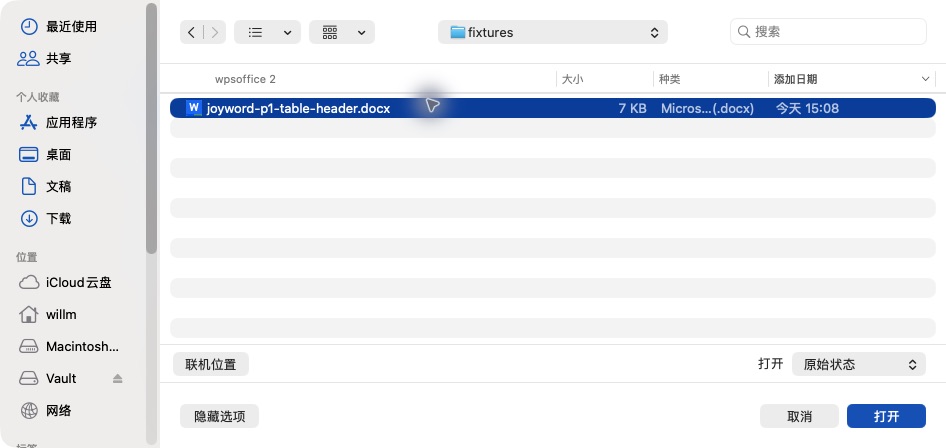 最近使用
共享
个人收藏
应用程序
桌面
文稿
下载
位置
iCloud云盘
willm
Macintosh...
Vault
网络
标签
fixtures
搜索
wpsoffice 2 大小 种类 添加日期
W joyword-p1-table-header.docx 7 KB Micros...(.docx) 今天 15:08
联机位置 打开 原始状态
隐藏选项 取消 打开